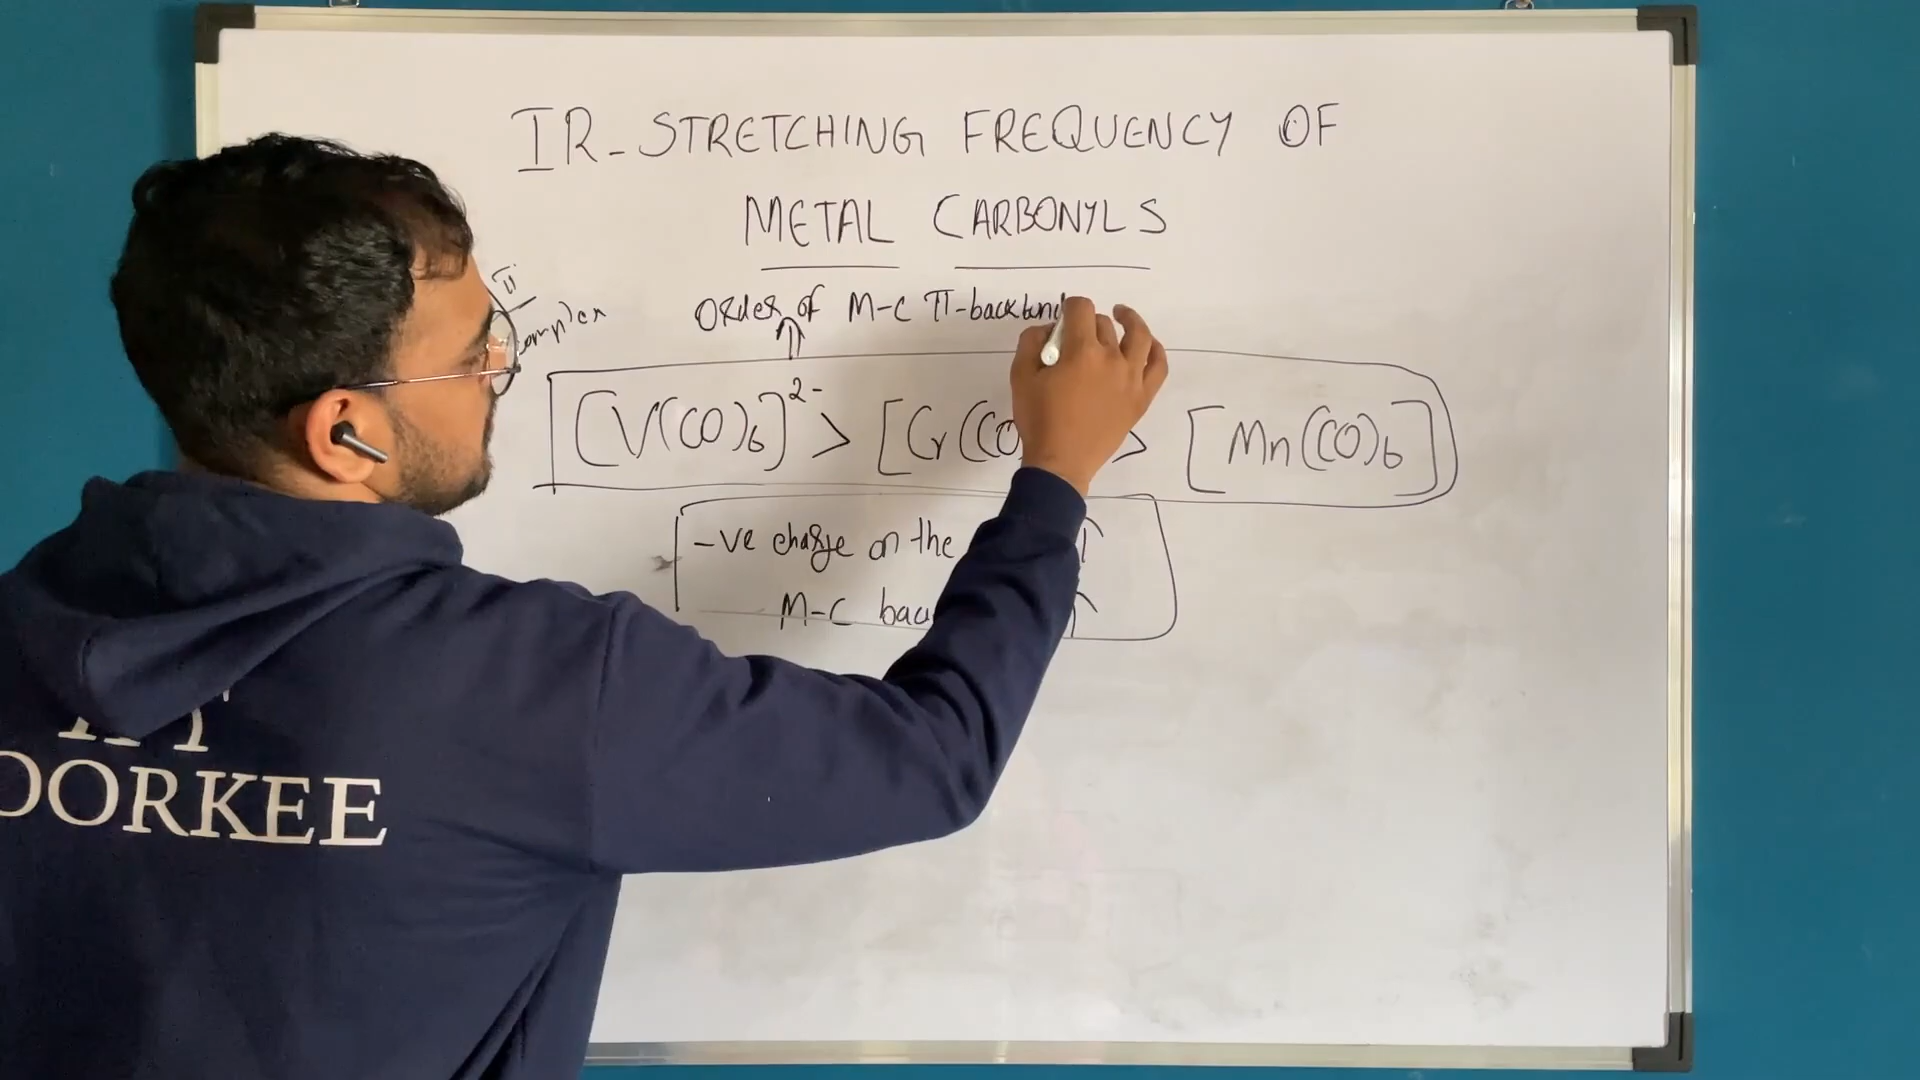 IR-STRETCHING FREQUENCY OF
METAL CARBONYLS
π
complex
Order of M-C π-backbond
[V(CO)6]²⁻ > [Cr(CO > [Mn(CO)6]
-ve charge on the ↑
M-C back ↑
OORKEE